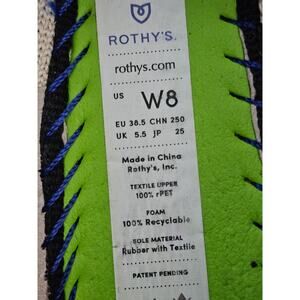 ROTHY'S.
rothys.com
US W8
EU 38.5 CHN 250
UK 5.5 JP 25
Made in China
Rothy's, Inc.
TEXTILE UPPER
100% rPET
FOAM
100% Recyclable
SOLE MATERIAL
Rubber with Textile
PATENT PENDING